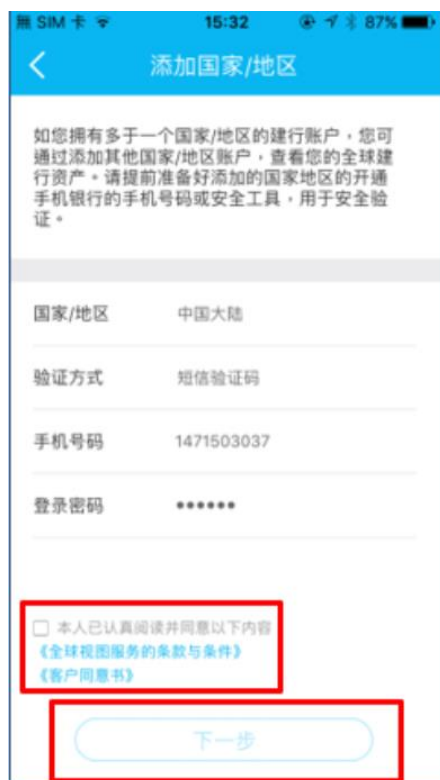 無 SIM 卡 15:32 87%
添加国家/地区
如您拥有多于一个国家/地区的建行账户，您可
通过添加其他国家/地区账户，查看您的全球建
行资产。请提前准备好添加的国家地区的开通
手机银行的手机号码或安全工具，用于安全验
证。
国家/地区 中国大陆
验证方式 短信验证码
手机号码 1471503037
登录密码 ••••••
本人已认真阅读并同意以下内容
《全球视图服务的条款与条件》
《客户同意书》
下一步